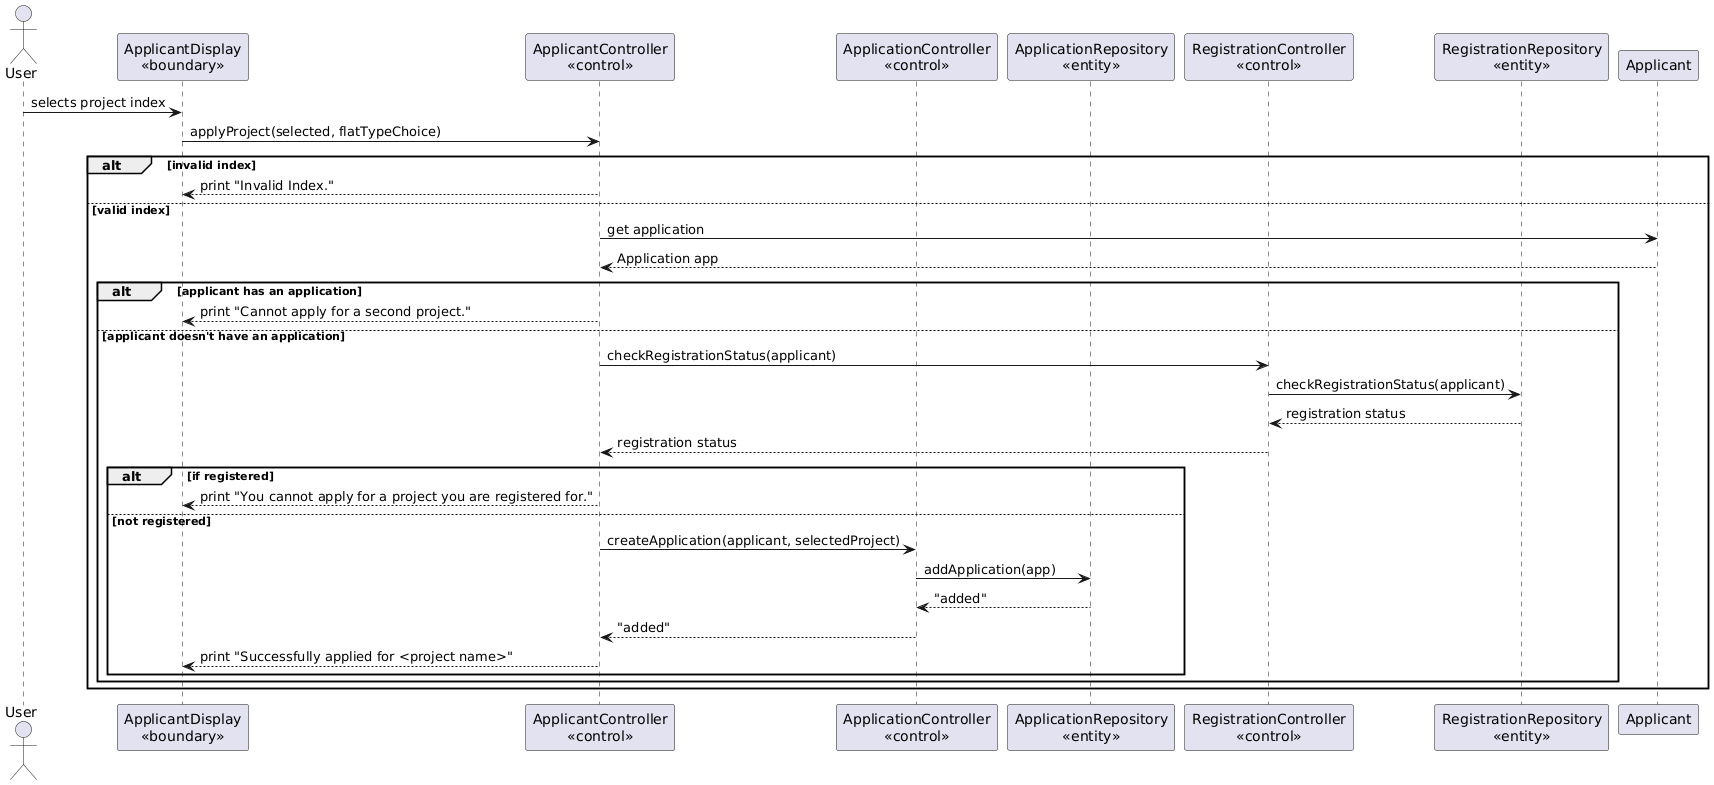 User
ApplicantDisplay
«boundary»
ApplicantController
«control»
ApplicationController
«control»
ApplicationRepository
«entity»
RegistrationController
«control»
RegistrationRepository
«entity»
Applicant
selects project index
applyProject(selected, flatTypeChoice)
alt [invalid index]
print "Invalid Index."
[valid index]
get application
Application app
alt [applicant has an application]
print "Cannot apply for a second project."
[applicant doesn't have an application]
checkRegistrationStatus(applicant)
checkRegistrationStatus(applicant)
registration status
registration status
alt [if registered]
print "You cannot apply for a project you are registered for."
[not registered]
createApplication(applicant, selectedProject)
addApplication(app)
"added"
"added"
print "Successfully applied for <project name>"
User
ApplicantDisplay
«boundary»
ApplicantController
«control»
ApplicationController
«control»
ApplicationRepository
«entity»
RegistrationController
«control»
RegistrationRepository
«entity»
Applicant